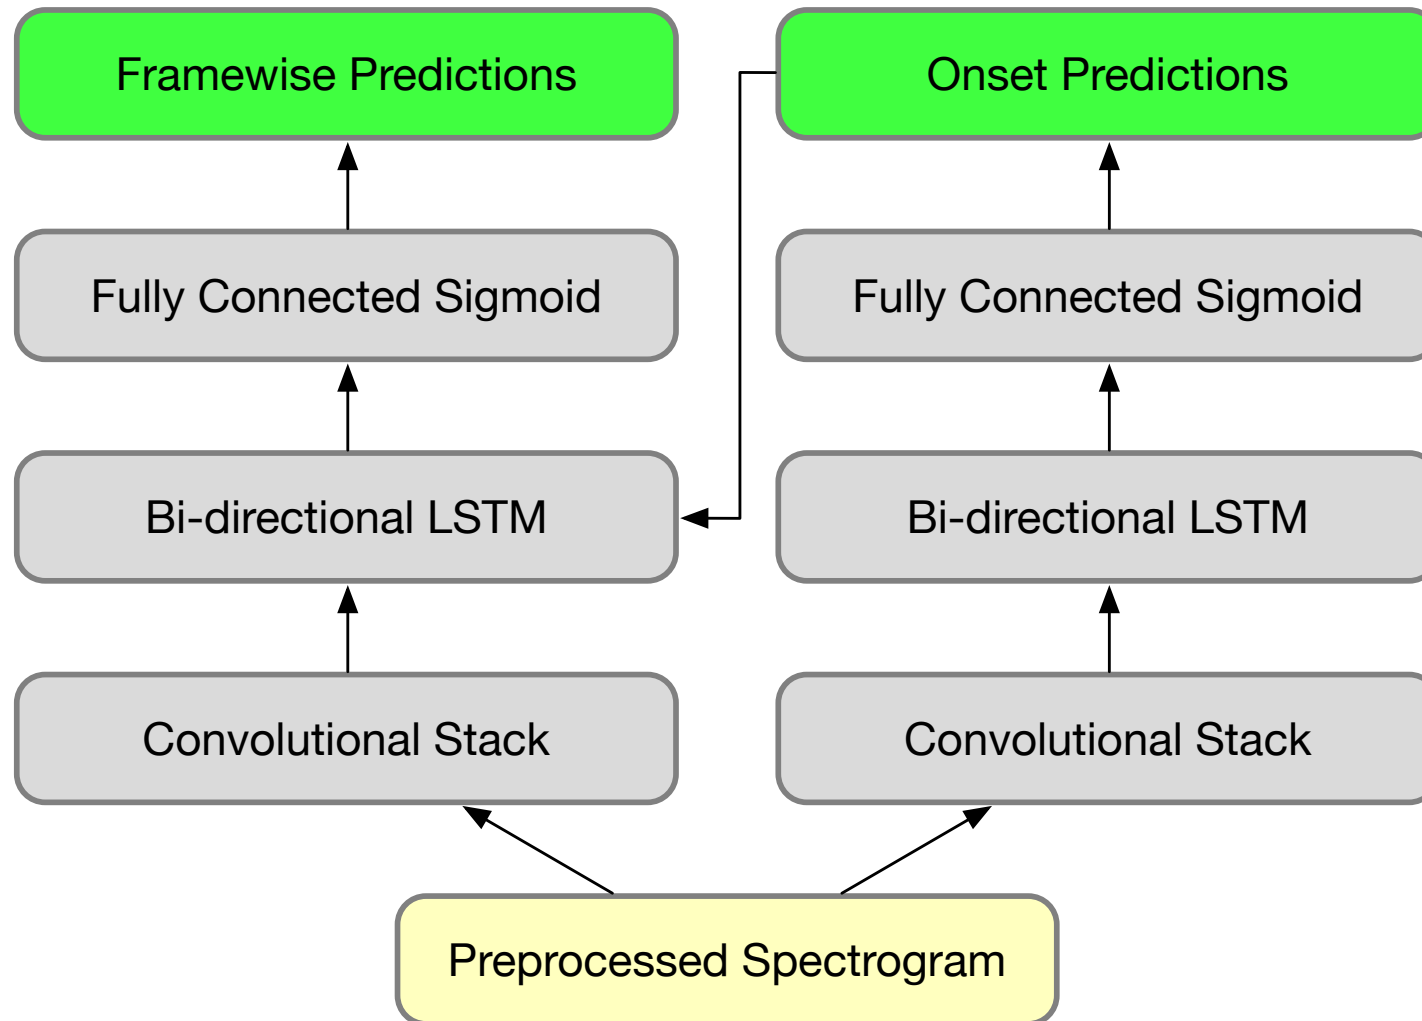 Framewise Predictions
Onset Predictions
Fully Connected Sigmoid
Fully Connected Sigmoid
Bi-directional LSTM
Bi-directional LSTM
Convolutional Stack
Convolutional Stack
Preprocessed Spectrogram